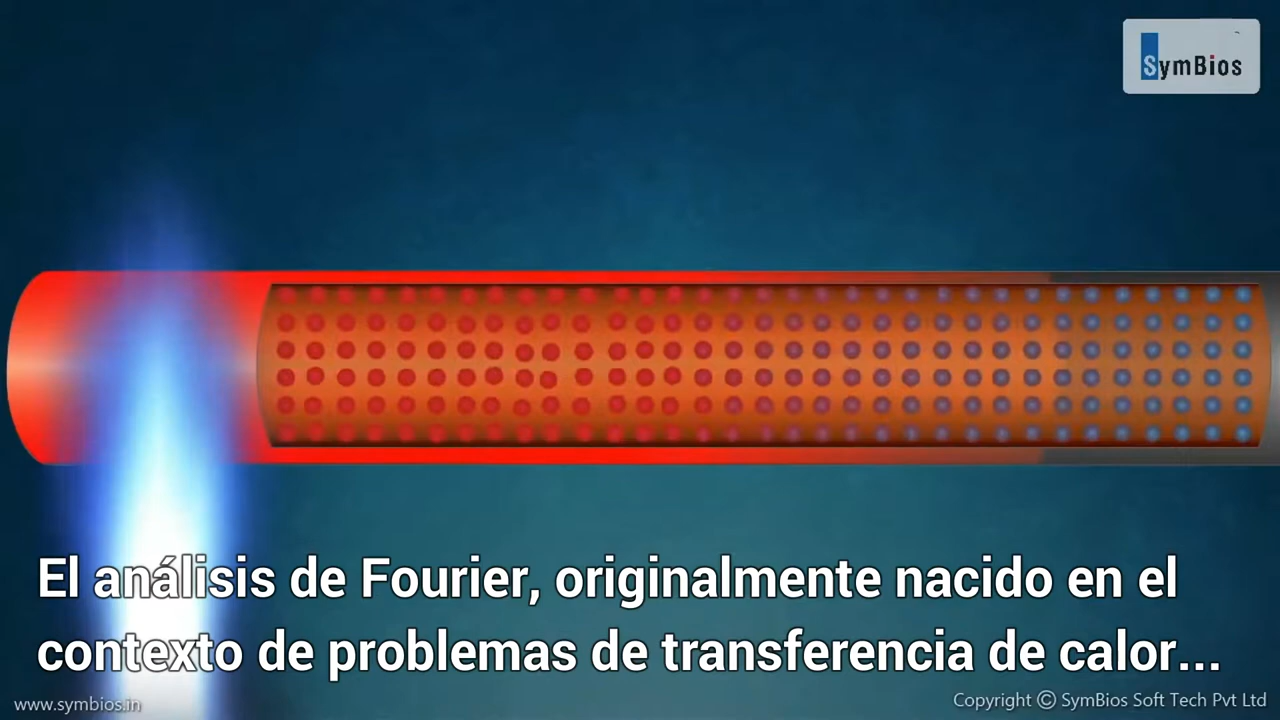 SymBios
El análisis de Fourier, originalmente nacido en el
contexto de problemas de transferencia de calor...
www.symbios.in
Copyright © SymBios Soft Tech Pvt Ltd